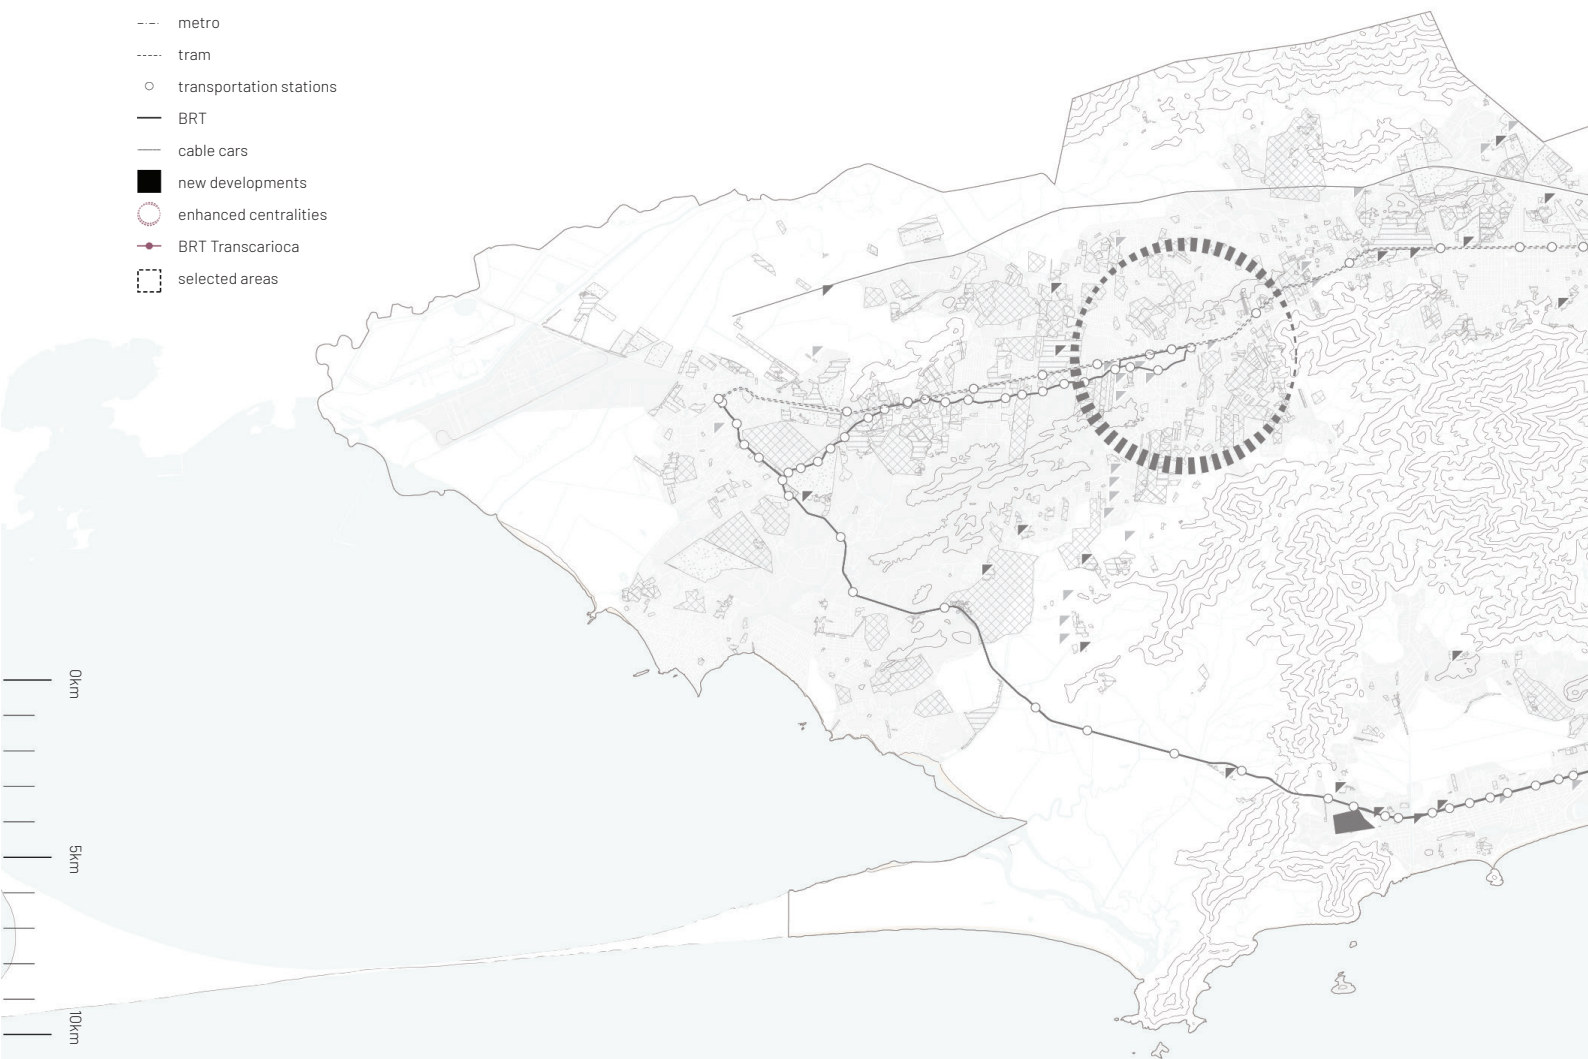 metro
tram
transportation stations
BRT
cable cars
new developments
enhanced centralities
BRT Transcarioca
selected areas
0km
5km
10km